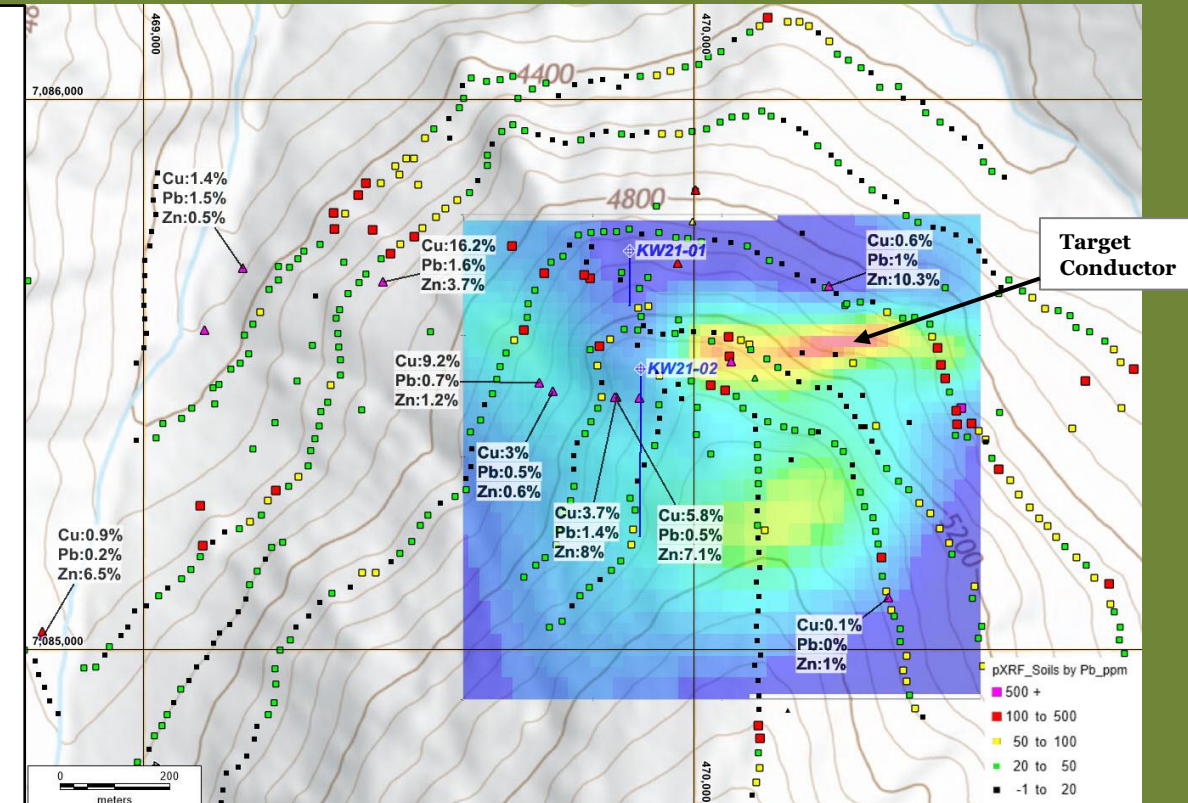 469,000
470,000
7,086,000
4400
Cu:1.4%
Pb:1.5%
Zn:0.5%
4800
Cu:16.2%
Pb:1.6%
Zn:3.7%
KW21-01
Cu:0.6%
Pb:1%
Zn:10.3%
Target
Conductor
Cu:9.2%
Pb:0.7%
Zn:1.2%
KW21-02
Cu:3%
Pb:0.5%
Zn:0.6%
Cu:3.7%
Pb:1.4%
Zn:8%
Cu:5.8%
Pb:0.5%
Zn:7.1%
5200
Cu:0.9%
Pb:0.2%
Zn:6.5%
7,085,000
Cu:0.1%
Pb:0%
Zn:1%
pXRF_Soils by Pb_ppm
500 +
100 to 500
50 to 100
20 to 50
-1 to 20
0 200
meters
470,000